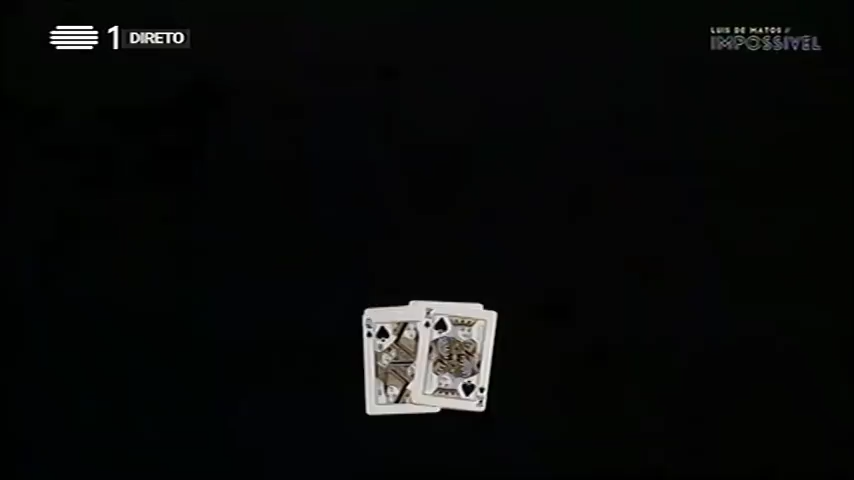 1 DIRETO
LUIS DE MATOS //
IMPOSSÍVEL
Q
K
K